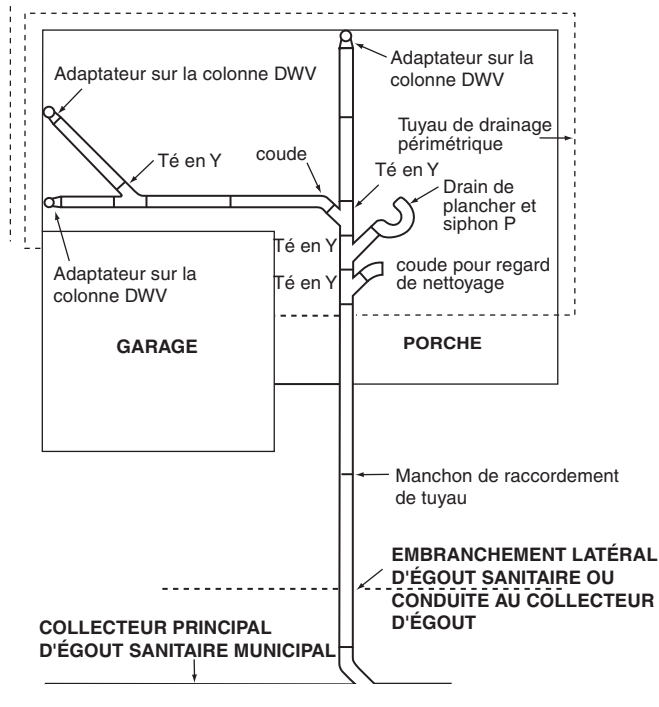 Adaptateur sur la colonne DWV
Adaptateur sur la
colonne DWV
Tuyau de drainage
périmétrique
Té en Y
coude
Té en Y
Drain de
plancher et
siphon P
Té en Y
Adaptateur sur la
colonne DWV
Té en Y
coude pour regard
de nettoyage
GARAGE
PORCHE
Manchon de raccordement
de tuyau
EMBRANCHEMENT LATÉRAL
D'ÉGOUT SANITAIRE OU
CONDUITE AU COLLECTEUR
D'ÉGOUT
COLLECTEUR PRINCIPAL
D'ÉGOUT SANITAIRE MUNICIPAL